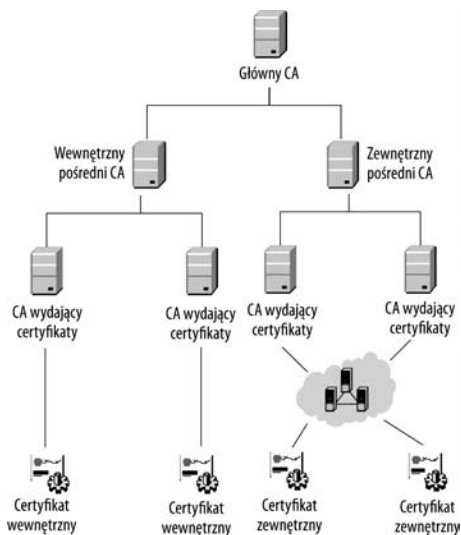 Główny CA
Wewnętrzny
pośredni CA
Zewnętrzny
pośredni CA
CA wydający
certyfikaty
CA wydający
certyfikaty
CA wydający
certyfikaty
CA wydający
certyfikaty
Certyfikat
wewnętrzny
Certyfikat
wewnętrzny
Certyfikat
zewnętrzny
Certyfikat
zewnętrzny